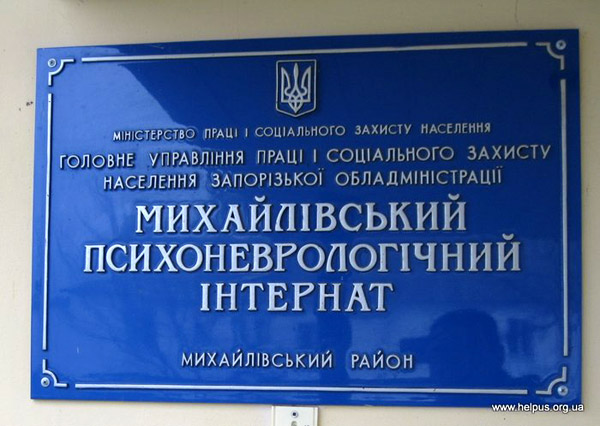 МІНІСТЕРСТВО ПРАЦІ І СОЦІАЛЬНОГО ЗАХИСТУ НАСЕЛЕННЯ
ГОЛОВНЕ УПРАВЛІННЯ ПРАЦІ І СОЦІАЛЬНОГО ЗАХИСТУ
НАСЕЛЕННЯ ЗАПОРІЗЬКОЇ ОБЛАДМІНІСТРАЦІЇ
МИХАЙЛІВСЬКИЙ
ПСИХОНЕВРОЛОГІЧНИЙ
ІНТЕРНАТ
МИХАЙЛІВСЬКИЙ РАЙОН
www.helpus.org.ua